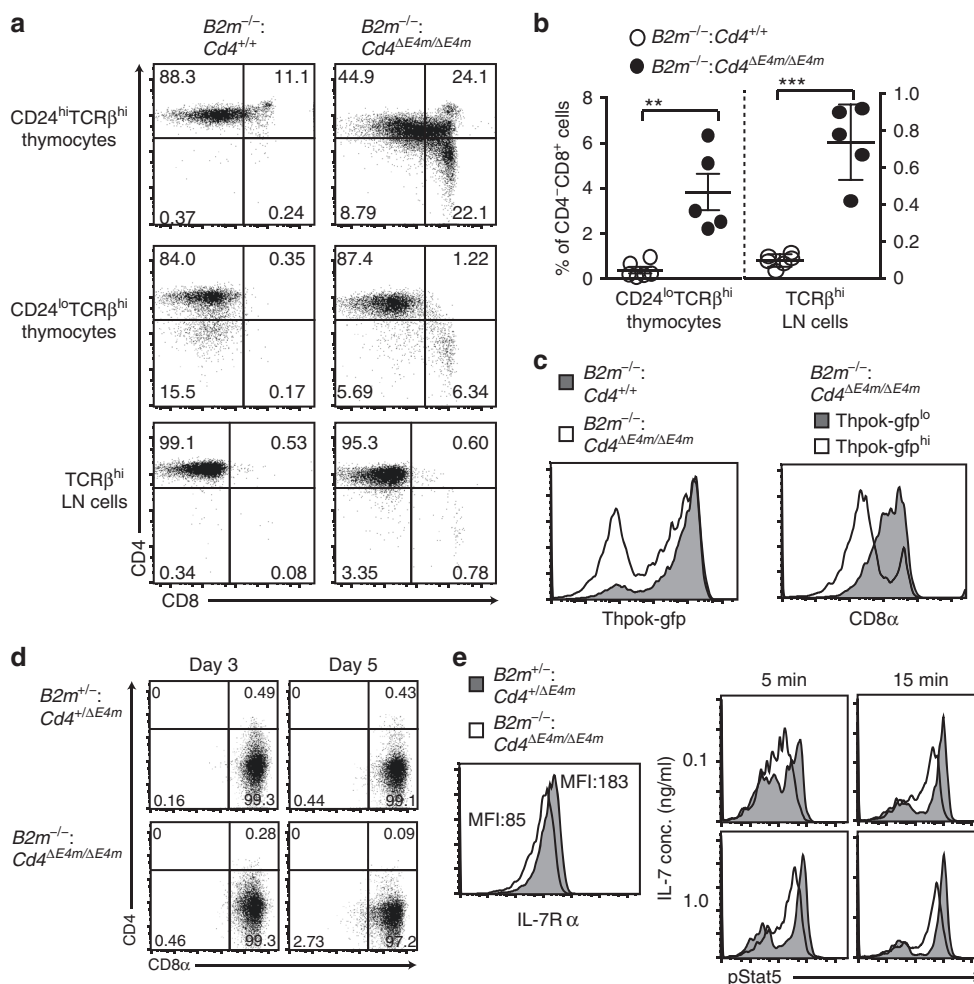 a
B2m–/–:
Cd4+/+
B2m–/–:
Cd4ΔE4m/ΔE4m
CD24hiTCRβhi
thymocytes
88.3 11.1
0.37 0.24
44.9 24.1
8.79 22.1
CD24loTCRβhi
thymocytes
84.0 0.35
15.5 0.17
87.4 1.22
5.69 6.34
TCRβhi
LN cells
99.1 0.53
0.34 0.08
95.3 0.60
3.35 0.78
CD4
CD8
b
B2m–/–:Cd4+/+
B2m–/–:Cd4ΔE4m/ΔE4m
% of CD4–CD8+ cells
8
6
4
2
0
**
***
1.0
0.8
0.6
0.4
0.2
0
CD24loTCRβhi
thymocytes
TCRβhi
LN cells
c
B2m–/–:
Cd4+/+
B2m–/–:
Cd4ΔE4m/ΔE4m
Thpok-gfp
B2m–/–:
Cd4ΔE4m/ΔE4m
Thpok-gfplo
Thpok-gfphi
CD8α
d
Day 3 Day 5
B2m+/–:
Cd4+/ΔE4m
0 0.49
0.16 99.3
0 0.43
0.44 99.1
B2m–/–:
Cd4ΔE4m/ΔE4m
0 0.28
0.46 99.3
0 0.09
2.73 97.2
CD4
CD8α
e
B2m+/–:
Cd4+/ΔE4m
B2m–/–:
Cd4ΔE4m/ΔE4m
MFI:183
MFI:85
IL-7R α
5 min 15 min
IL-7 conc. (ng/ml)
0.1
1.0
pStat5